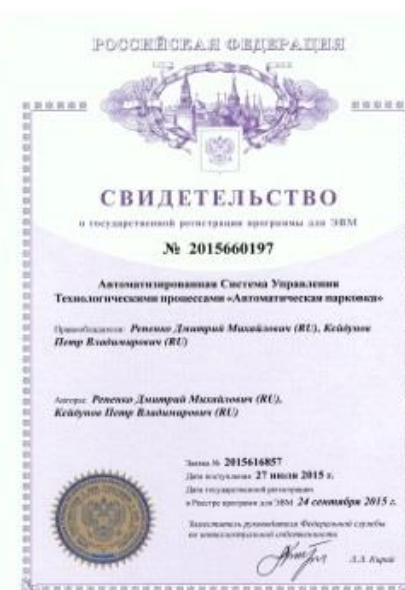 РОССИЙСКАЯ ФЕДЕРАЦИЯ
СВИДЕТЕЛЬСТВО
о государственной регистрации программы для ЭВМ
№ 2015660197
Автоматизированная Система Управления
Технологическими процессами «Автоматическая парковка»
Правообладатели: Репенко Дмитрий Михайлович (RU), Кейдунов
Петр Владимирович (RU)
Авторы: Репенко Дмитрий Михайлович (RU),
Кейдунов Петр Владимирович (RU)
Заявка № 2015616857
Дата поступления 27 июля 2015 г.
Дата государственной регистрации
в Реестре программ для ЭВМ 24 сентября 2015 г.
Заместитель руководителя Федеральной службы
по интеллектуальной собственности
Л.Л. Кирий